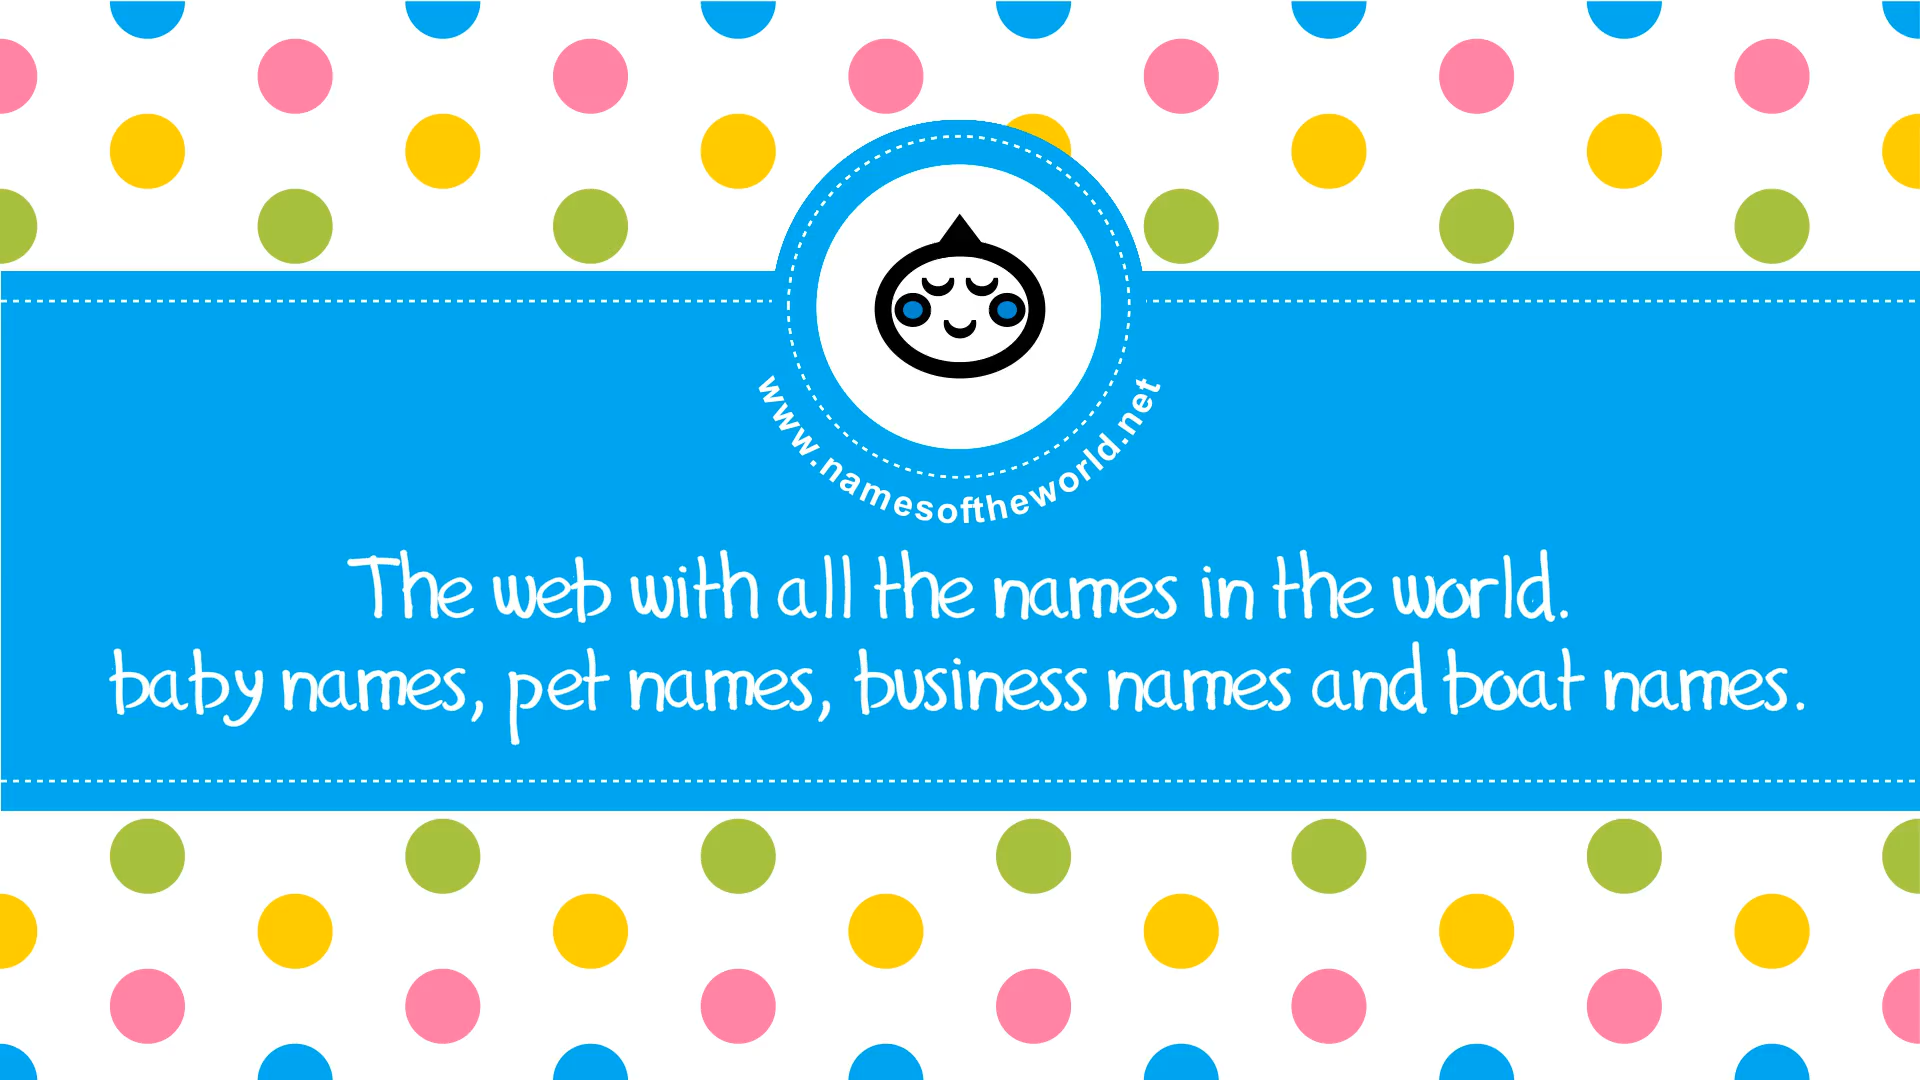 www.namesoftheworld.net
The web with all the names in the world.
baby names, pet names, business names and boat names.